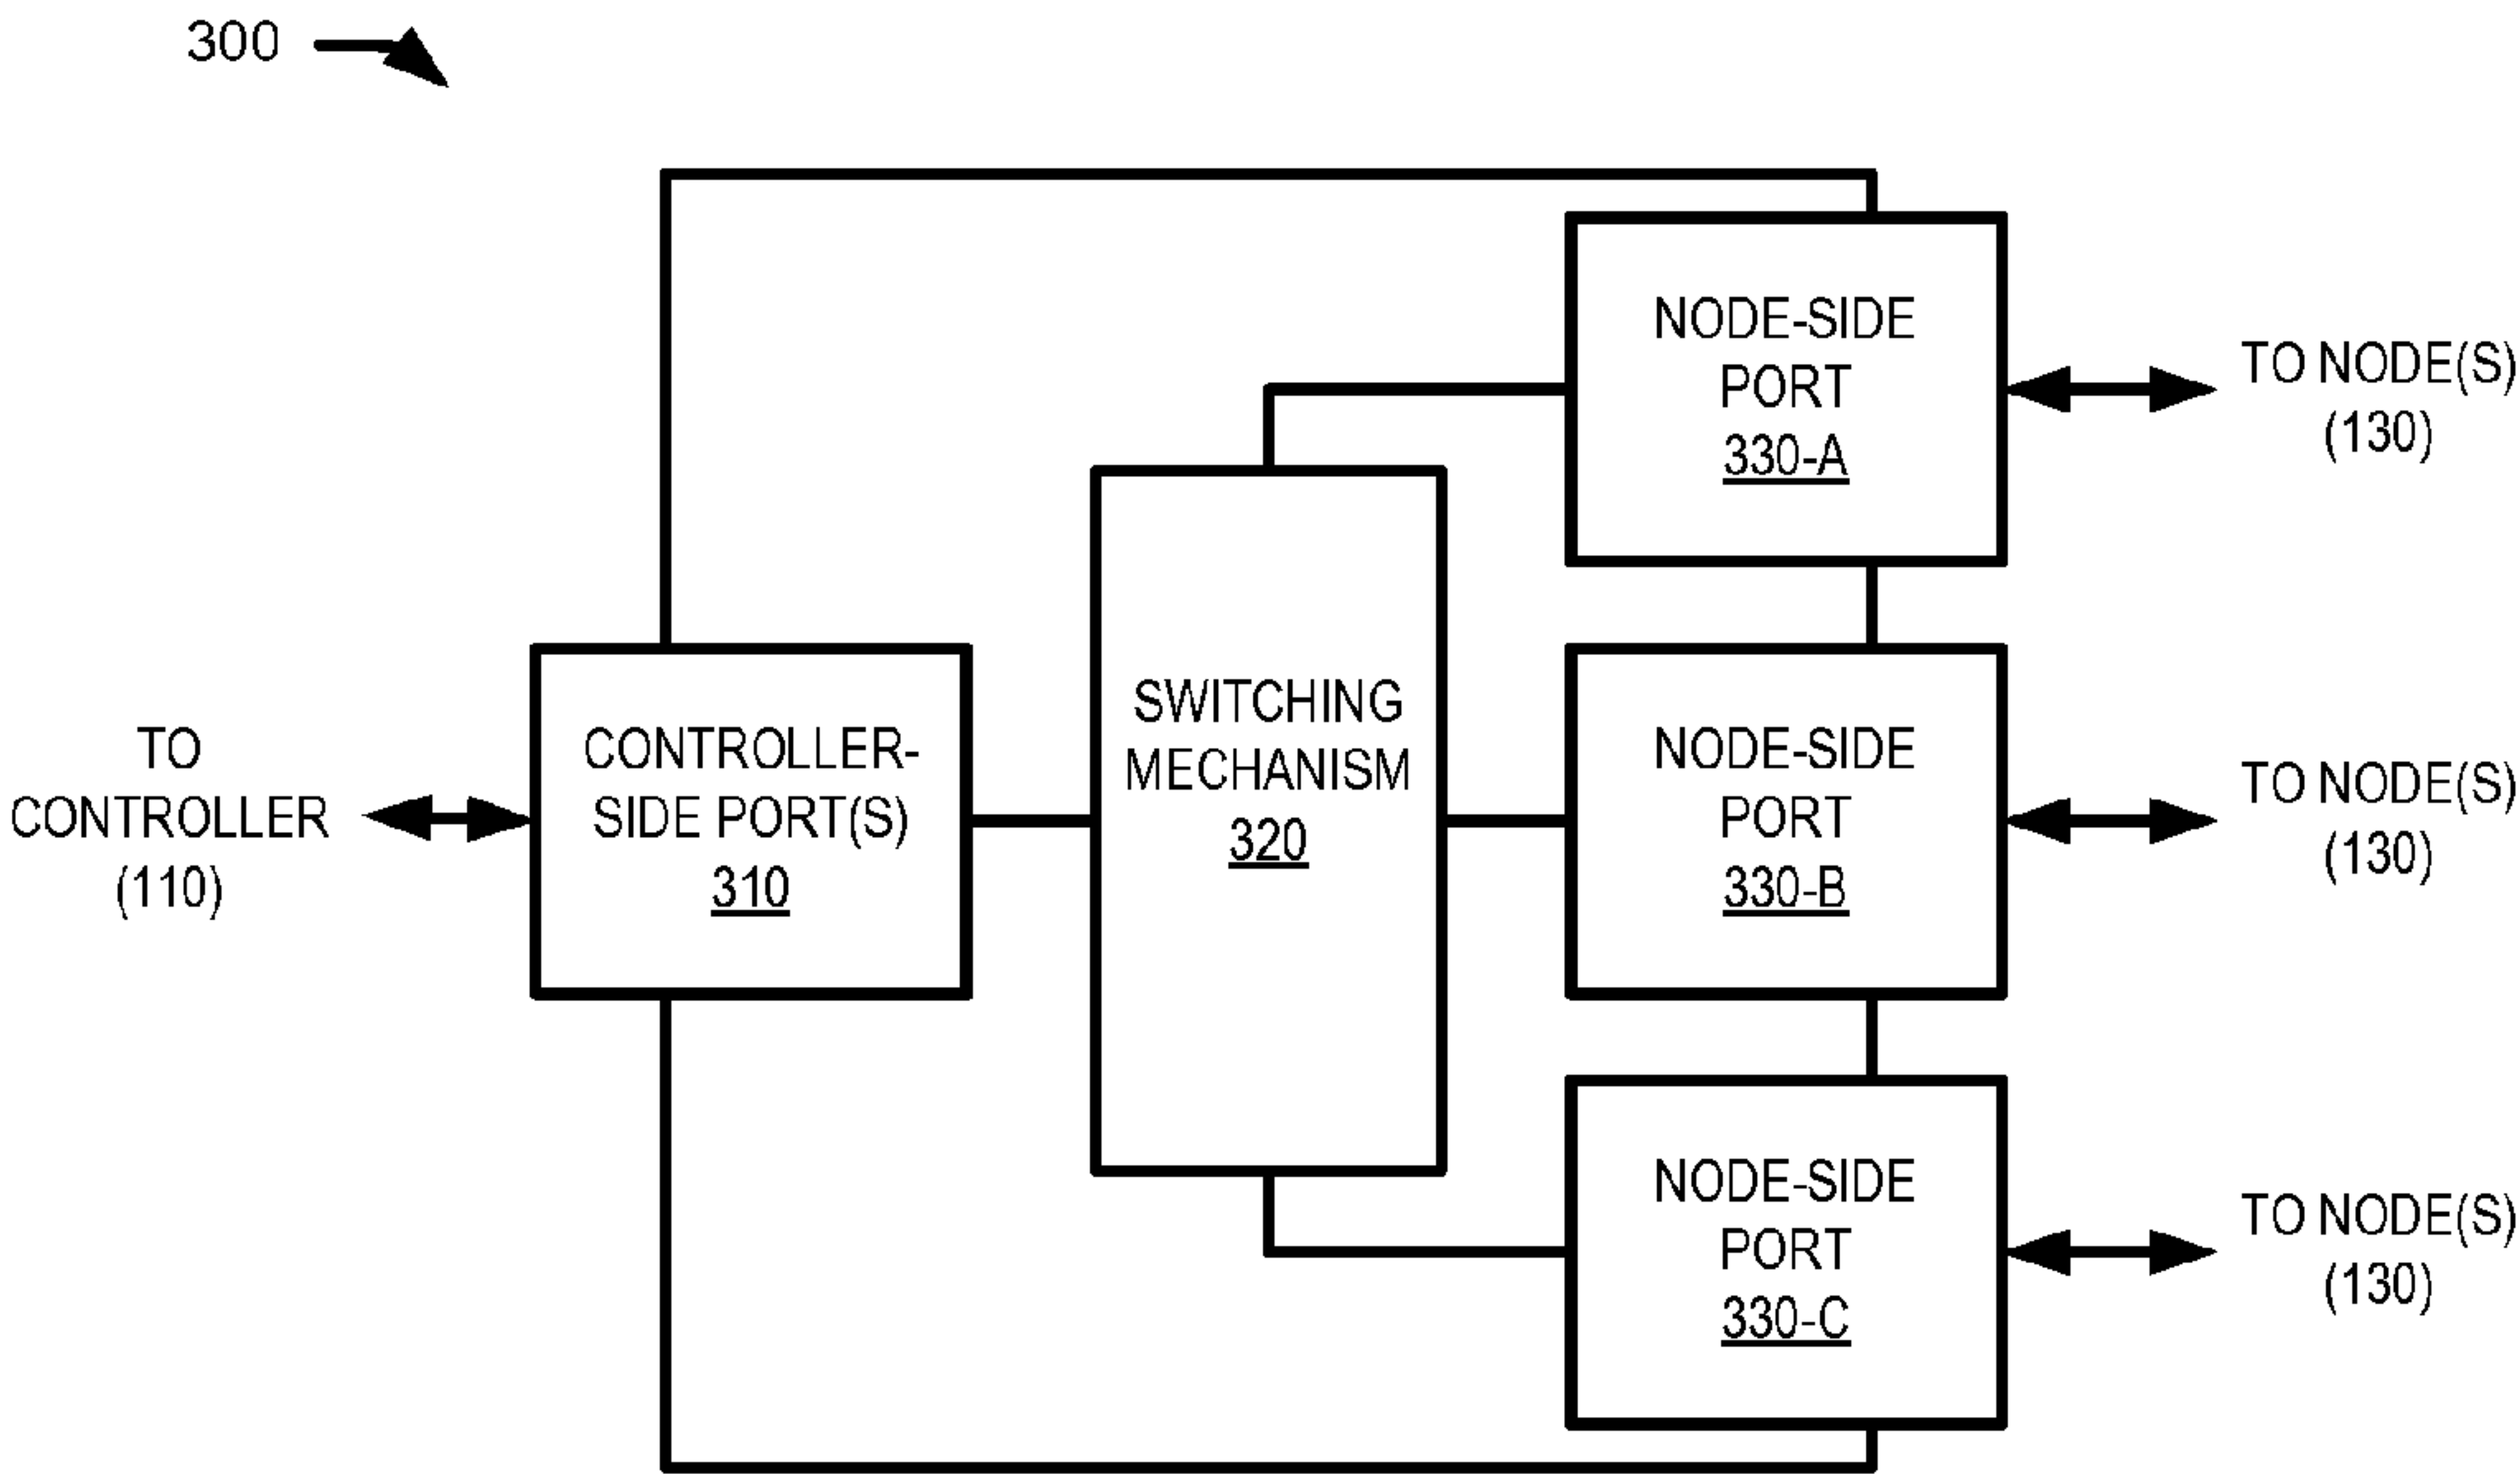 300
NODE-SIDE
PORT
330-A
TO NODE(S)
(130)
TO
CONTROLLER
(110)
CONTROLLER-
SIDE PORT(S)
310
SWITCHING
MECHANISM
320
NODE-SIDE
PORT
330-B
TO NODE(S)
(130)
NODE-SIDE
PORT
330-C
TO NODE(S)
(130)